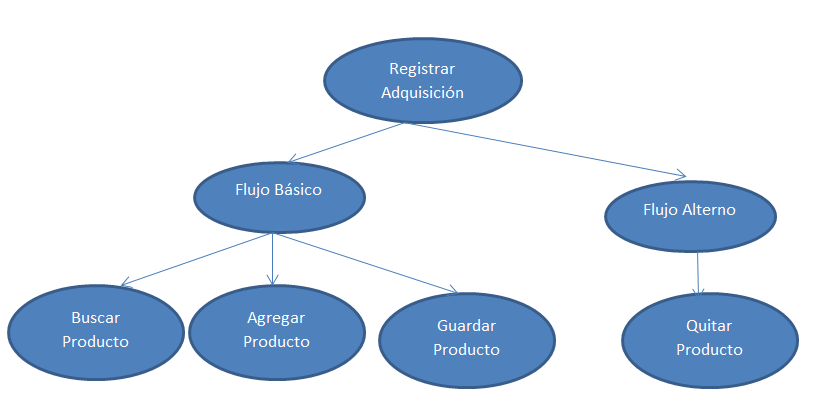 Registrar
Adquisición
Flujo Básico
Flujo Alterno
Buscar
Producto
Agregar
Producto
Guardar
Producto
Quitar
Producto